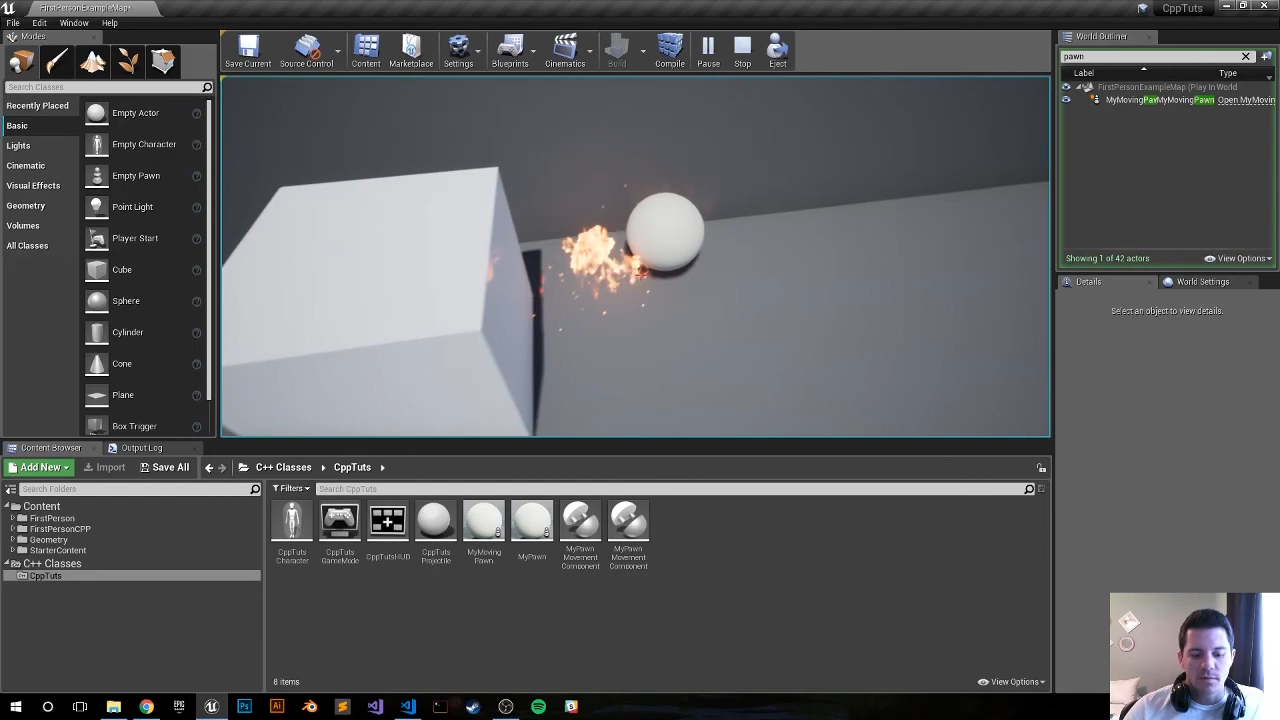 FirstPersonExampleMap*
CppTuts
File Edit Window Help
Modes
Search Classes
Recently Placed
Basic
Lights
Cinematic
Visual Effects
Geometry
Volumes
All Classes
Empty Actor
Empty Character
Empty Pawn
Point Light
Player Start
Cube
Sphere
Cylinder
Cone
Plane
Box Trigger
Save Current
Source Control
Content
Marketplace
Settings
Blueprints
Cinematics
Build
Compile
Pause
Stop
Eject
World Outliner
pawn
Label Type
FirstPersonExampleMap (Play In World
MyMovingPawMyMovingPawn Open MyMovin
Showing 1 of 42 actors View Options
Details World Settings
Select an object to view details.
Content Browser Output Log
Add New Import Save All C++ Classes CppTuts
Search Folders
Filters Search CppTuts
Content
FirstPerson
FirstPersonCPP
Geometry
StarterContent
C++ Classes
CppTuts
CppTuts Character
CppTuts GameMode
CppTutsHUD
CppTuts Projectile
MyMoving Pawn
MyPawn
MyPawn Movement Component
MyPawn Movement Component
8 items View Options